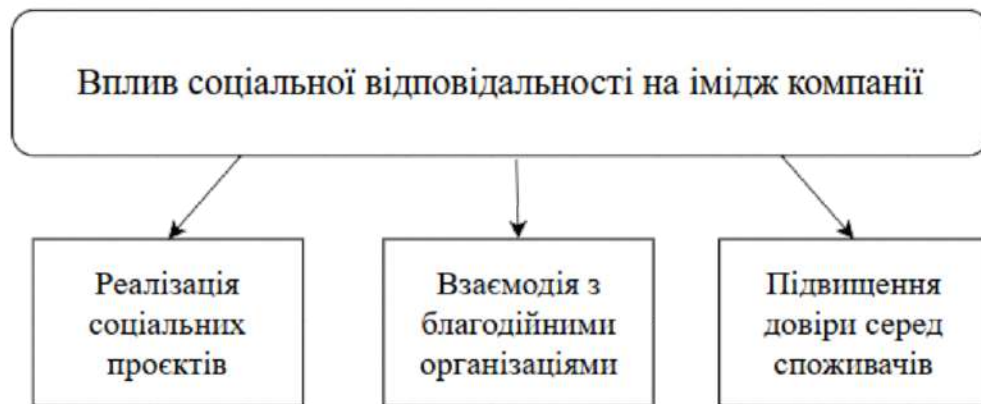 Вплив соціальної відповідальності на імідж компанії
Реалізація
соціальних
проєктів
Взаємодія з
благодійними
організаціями
Підвищення
довіри серед
споживачів